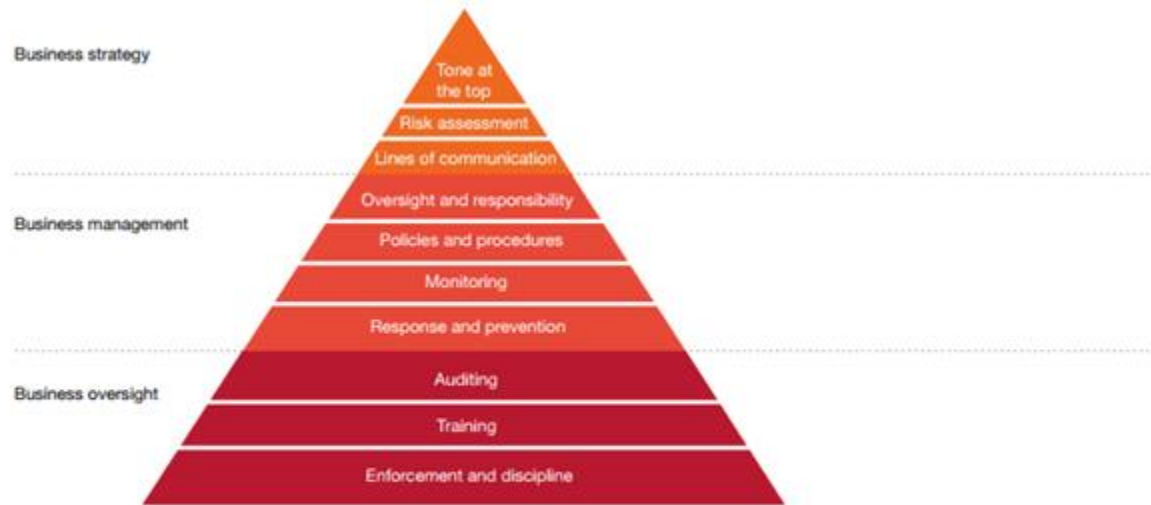 Business strategy
Tone at
the top
Risk assessment
Lines of communication
Business management
Oversight and responsibility
Policies and procedures
Monitoring
Response and prevention
Business oversight
Auditing
Training
Enforcement and discipline